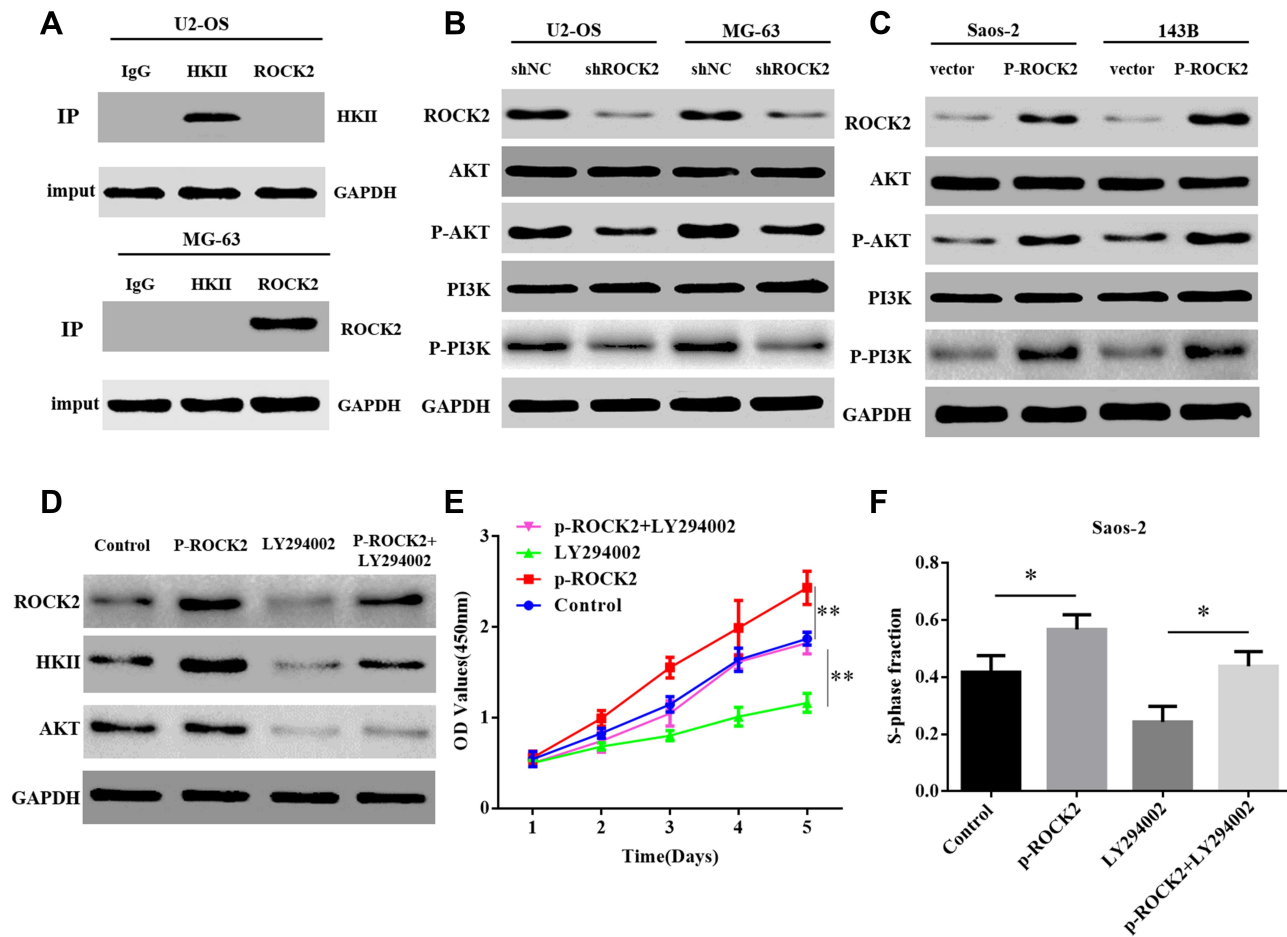 A
U2-OS
IgG HKII ROCK2
IP HKII
imput GAPDH
MG-63
IgG HKII ROCK2
IP ROCK2
imput GAPDH
B
U2-OS MG-63
shNC shROCK2 shNC shROCK2
ROCK2
AKT
P-AKT
PI3K
P-PI3K
GAPDH
C
Saos-2 143B
vector P-ROCK2 vector P-ROCK2
ROCK2
AKT
P-AKT
PI3K
P-PI3K
GAPDH
D
Control P-ROCK2 LY294002 P-ROCK2+
LY294002
ROCK2
HKII
AKT
GAPDH
E
p-ROCK2+LY294002
LY294002
p-ROCK2
Control
OD Values(450nm)
3
2
1
0
**
**
1 2 3 4 5
Time(Days)
F
Saos-2
S-phase fraction
0.8
0.6
0.4
0.2
0.0
*
*
Control
p-ROCK2
LY294002
p-ROCK2+LY294002